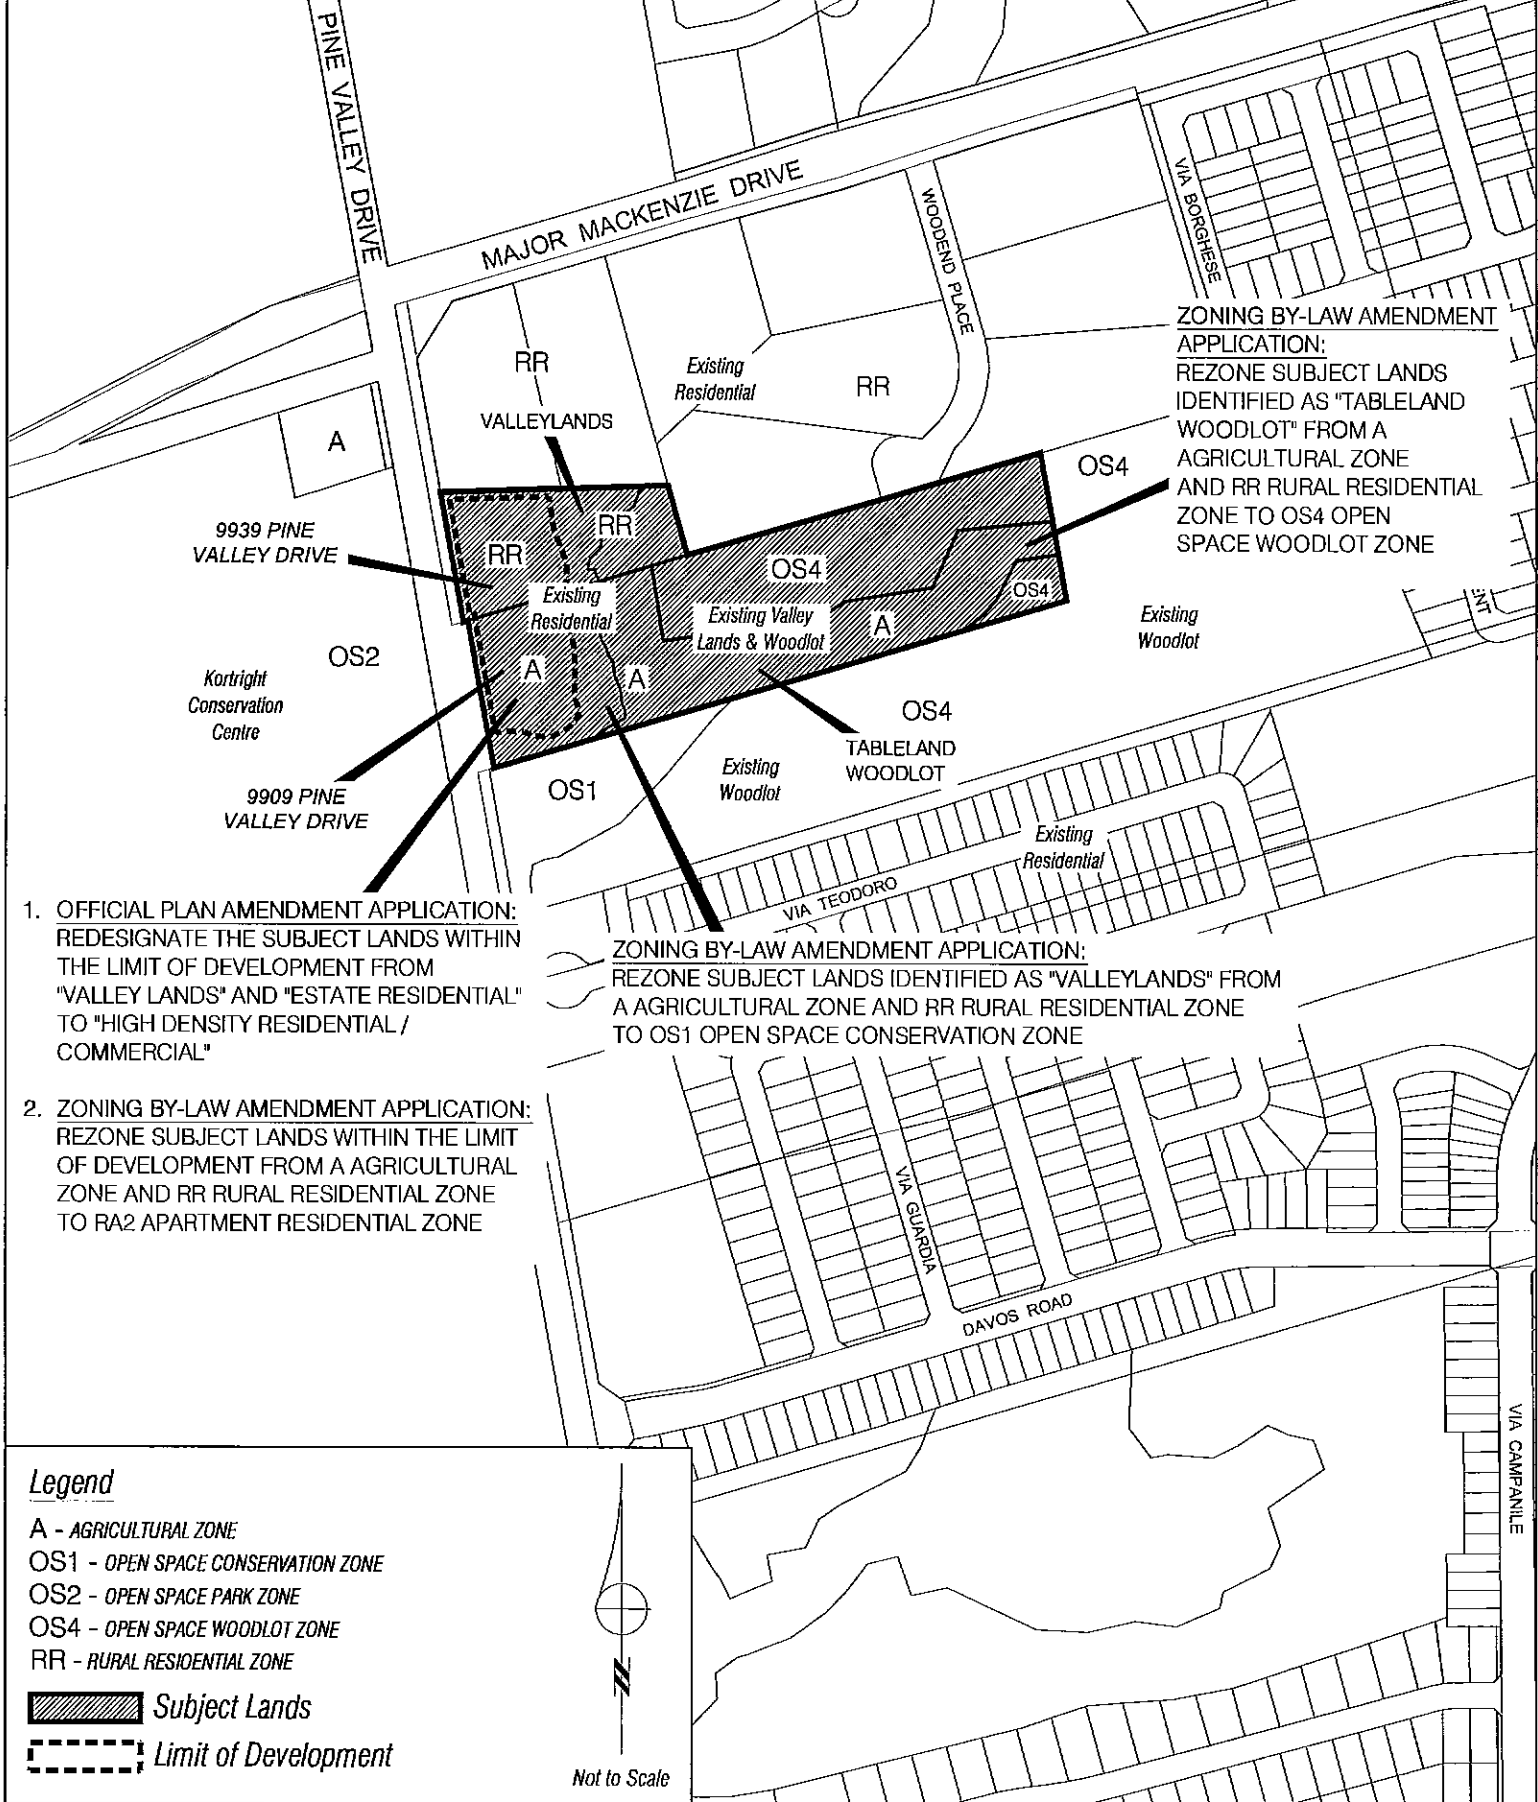 PINE VALLEY DRIVE
MAJOR MACKENZIE DRIVE
WOODEND PLACE
VIA BORGHESE
ZONING BY-LAW AMENDMENT
APPLICATION:
REZONE SUBJECT LANDS
IDENTIFIED AS "TABLELAND
WOODLOT" FROM A
AGRICULTURAL ZONE
AND RR RURAL RESIDENTIAL
ZONE TO OS4 OPEN
SPACE WOODLOT ZONE
RR
Existing
Residential
RR
VALLEYLANDS
A
OS4
9939 PINE
VALLEY DRIVE
RR
RR
OS4
Existing
Residential
Existing Valley
Lands & Woodlot
A
OS4
Existing
Woodlot
ENT
OS2
Kortright
Conservation
Centre
A
A
OS4
TABLELAND
WOODLOT
Existing
Woodlot
OS1
9909 PINE
VALLEY DRIVE
Existing
Residential
VIA TEODORO
1. OFFICIAL PLAN AMENDMENT APPLICATION:
REDESIGNATE THE SUBJECT LANDS WITHIN
THE LIMIT OF DEVELOPMENT FROM
"VALLEY LANDS" AND "ESTATE RESIDENTIAL"
TO "HIGH DENSITY RESIDENTIAL /
COMMERCIAL"
ZONING BY-LAW AMENDMENT APPLICATION:
REZONE SUBJECT LANDS IDENTIFIED AS "VALLEYLANDS" FROM
A AGRICULTURAL ZONE AND RR RURAL RESIDENTIAL ZONE
TO OS1 OPEN SPACE CONSERVATION ZONE
2. ZONING BY-LAW AMENDMENT APPLICATION:
REZONE SUBJECT LANDS WITHIN THE LIMIT
OF DEVELOPMENT FROM A AGRICULTURAL
ZONE AND RR RURAL RESIDENTIAL ZONE
TO RA2 APARTMENT RESIDENTIAL ZONE
VIA GUARDIA
DAVOS ROAD
VIA CAMPANILE
Legend
A - AGRICULTURAL ZONE
OS1 - OPEN SPACE CONSERVATION ZONE
OS2 - OPEN SPACE PARK ZONE
OS4 - OPEN SPACE WOODLOT ZONE
RR - RURAL RESIDENTIAL ZONE
Subject Lands
Limit of Development
N
Not to Scale